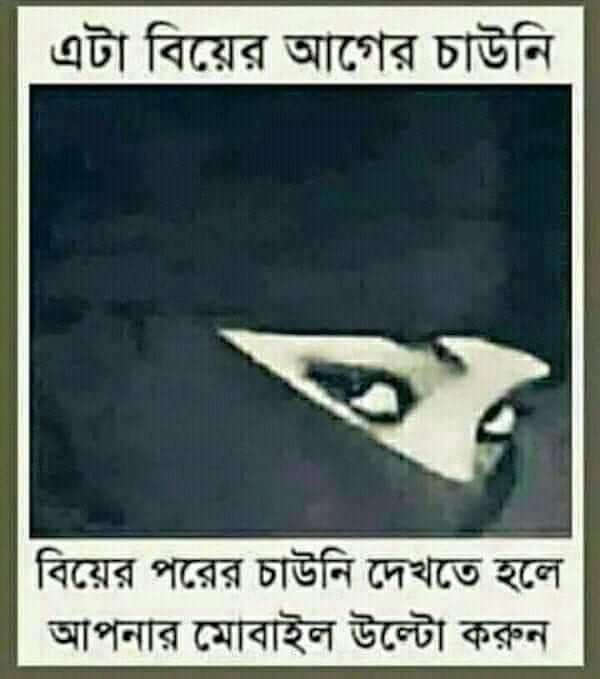 এটা বিয়ের আগের চাউনি
বিয়ের পরের চাউনি দেখতে হলে
আপনার মোবাইল উল্টো করুন